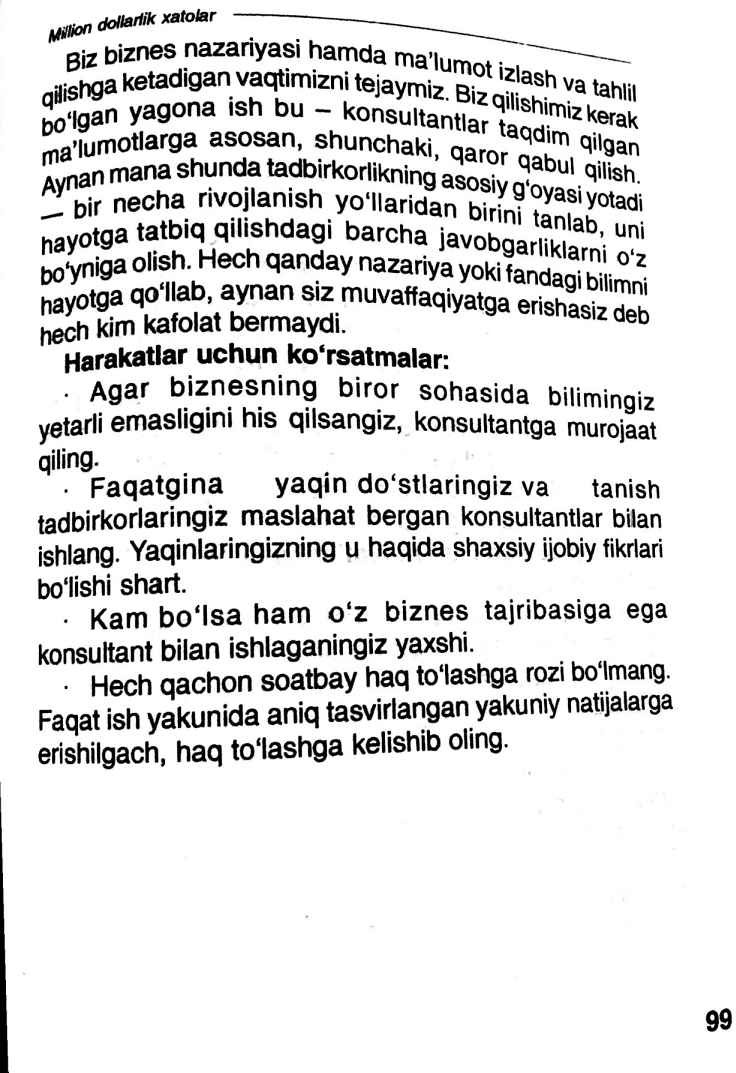 Million dollarlik xatolar
Biz biznes nazariyasi hamda ma'lumot izlash va tahlil
qilishga ketadigan vaqtimizni tejaymiz. Biz qilishimiz kerak
bo‘lgan yagona ish bu – konsultantlar taqdim qilgan
ma'lumotlarga asosan, shunchaki, qaror qabul qilish.
Aynan mana shunda tadbirkorlikning asosiy g‘oyasi yotadi
— bir necha rivojlanish yo‘llaridan birini tanlab, uni
hayotga tatbiq qilishdagi barcha javobgarliklarni o‘z
bo‘yniga olish. Hech qanday nazariya yoki fandagi bilimni
hayotga qo‘llab, aynan siz muvaffaqiyatga erishasiz deb
hech kim kafolat bermaydi.
Harakatlar uchun ko‘rsatmalar:
· Agar biznesning biror sohasida bilimingiz
yetarli emasligini his qilsangiz, konsultantga murojaat
qiling.
· Faqatgina yaqin do‘stlaringiz va tanish
tadbirkorlaringiz maslahat bergan konsultantlar bilan
ishlang. Yaqinlaringizning u haqida shaxsiy ijobiy fikrlari
bo‘lishi shart.
· Kam bo‘lsa ham o‘z biznes tajribasiga ega
konsultant bilan ishlaganingiz yaxshi.
· Hech qachon soatbay haq to‘lashga rozi bo‘lmang.
Faqat ish yakunida aniq tasvirlangan yakuniy natijalarga
erishilgach, haq to‘lashga kelishib oling.
99